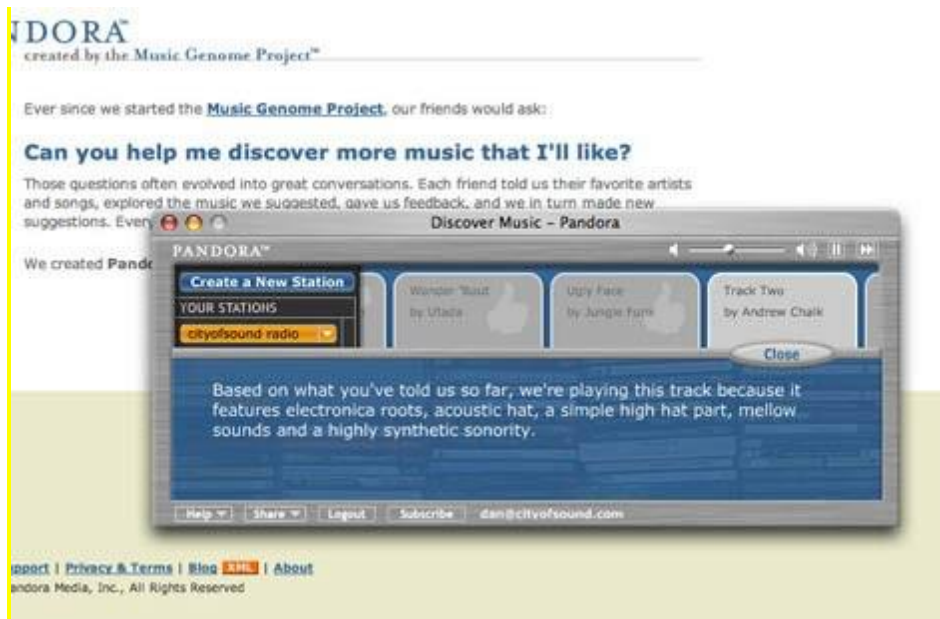 NDORA™
created by the Music Genome Project™
Ever since we started the Music Genome Project, our friends would ask:
Can you help me discover more music that I'll like?
Those questions often evolved into great conversations. Each friend told us their favorite artists
and songs, explored the music we suggested, gave us feedback, and we in turn made new
suggestions. Every
We created Pando
Discover Music – Pandora
PANDORA™
Create a New Station
YOUR STATIONS
cityofsound radio
Wander 'Bout
by Ulada
Ugly Face
by Jungle Funk
Track Two
by Andrew Chalk
Close
Based on what you've told us so far, we're playing this track because it
features electronica roots, acoustic hat, a simple high hat part, mellow
sounds and a highly synthetic sonority.
Help Share Logout Subscribe dan@cityofsound.com
pport | Privacy & Terms | Blog XML | About
andora Media, Inc., All Rights Reserved